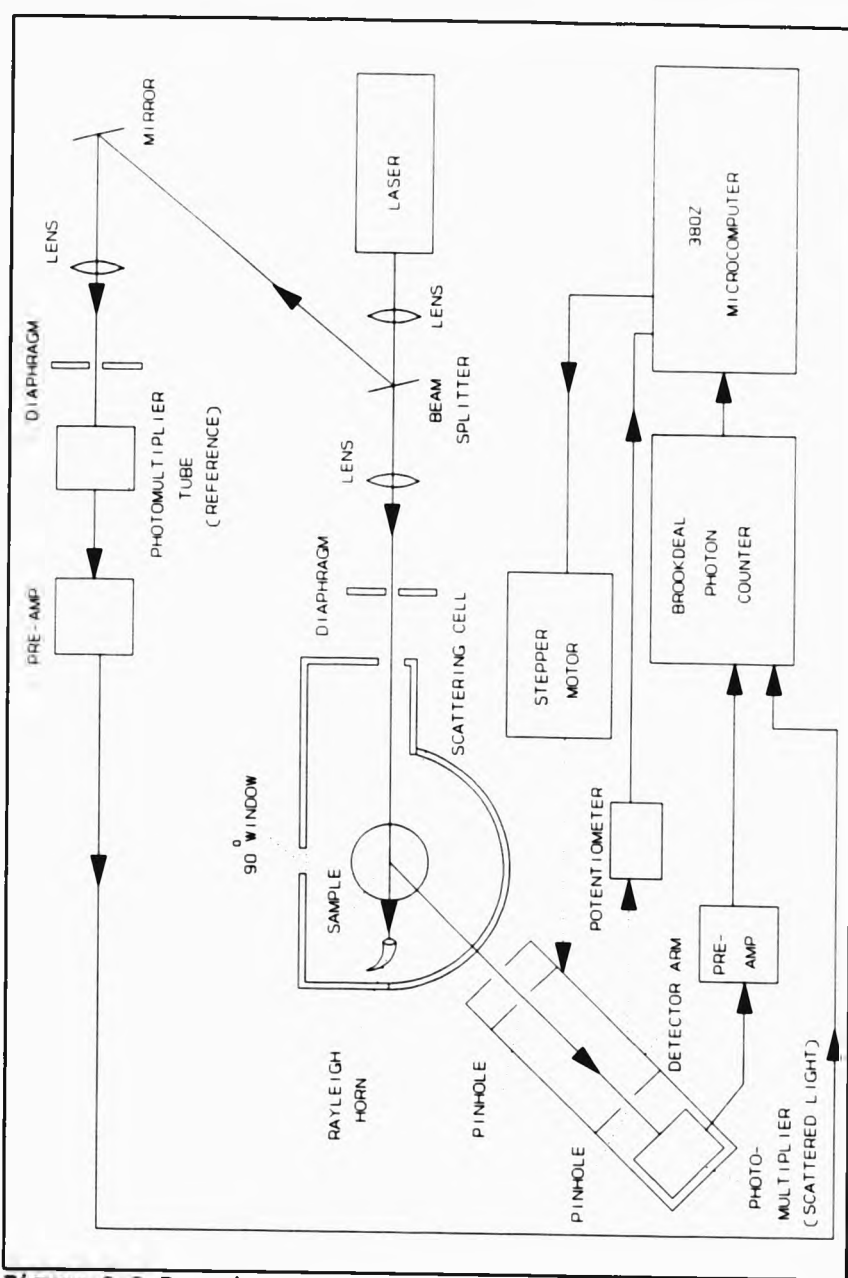 MIRROR
LENS
DIAPHRAGM
PHOTOMULTIPLIER
TUBE
(REFERENCE)
PRE-AMP
LASER
LENS
BEAM
SPLITTER
LENS
DIAPHRAGM
SCATTERING CELL
90° WINDOW
SAMPLE
RAYLEIGH
HORN
380Z
MICROCOMPUTER
BROOKDEAL
PHOTON
COUNTER
STEPPER
MOTOR
POTENTIOMETER
PRE-
AMP
DETECTOR ARM
PINHOLE
PINHOLE
PHOTO-
MULTIPLIER
(SCATTERED LIGHT)